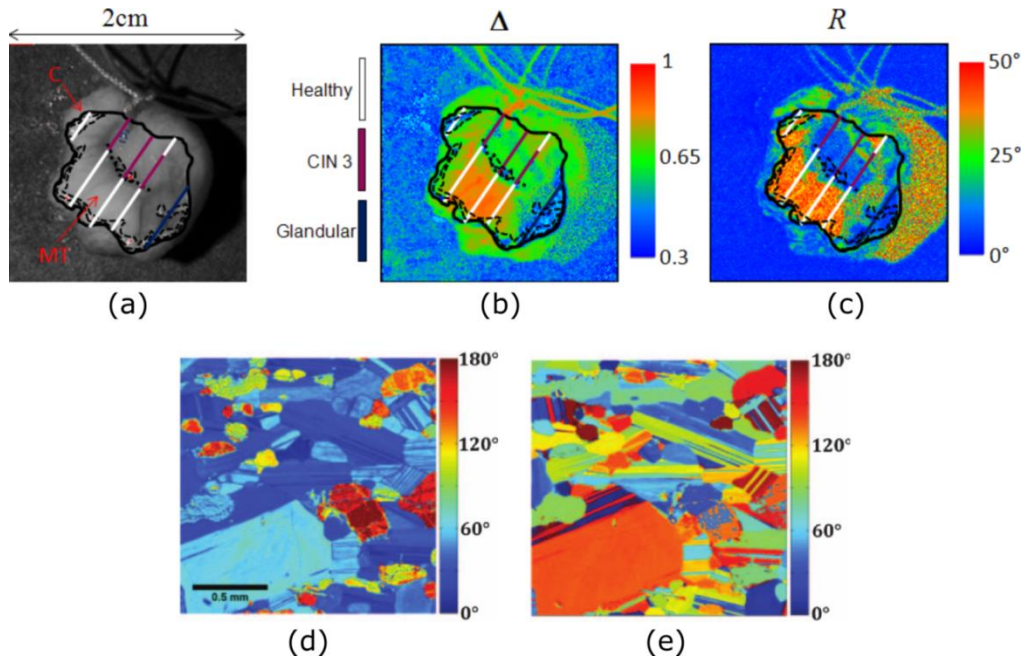 2cm
C
MT
(a)
Healthy
CIN 3
Glandular
Δ
1
0.65
0.3
(b)
R
50°
25°
0°
(c)
0.5 mm
180°
120°
60°
0°
(d)
180°
120°
60°
0°
(e)